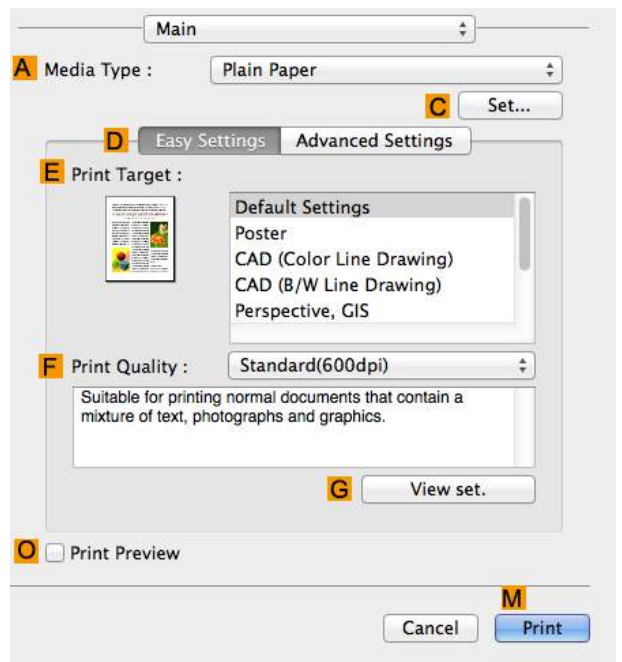 Main
A Media Type : Plain Paper
C Set...
D Easy Settings Advanced Settings
E Print Target :
Default Settings
Poster
CAD (Color Line Drawing)
CAD (B/W Line Drawing)
Perspective, GIS
F Print Quality : Standard(600dpi)
Suitable for printing normal documents that contain a
mixture of text, photographs and graphics.
G View set.
O Print Preview
M
Cancel Print